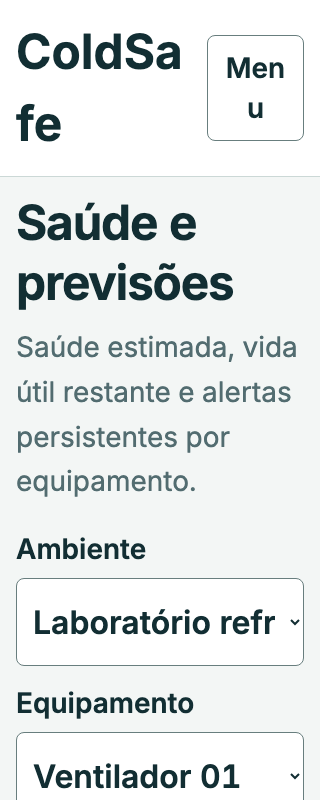 ColdSa
fe
Men
u
Saúde e
previsões
Saúde estimada, vida
útil restante e alertas
persistentes por
equipamento.
Ambiente
Laboratório refr
Equipamento
Ventilador 01